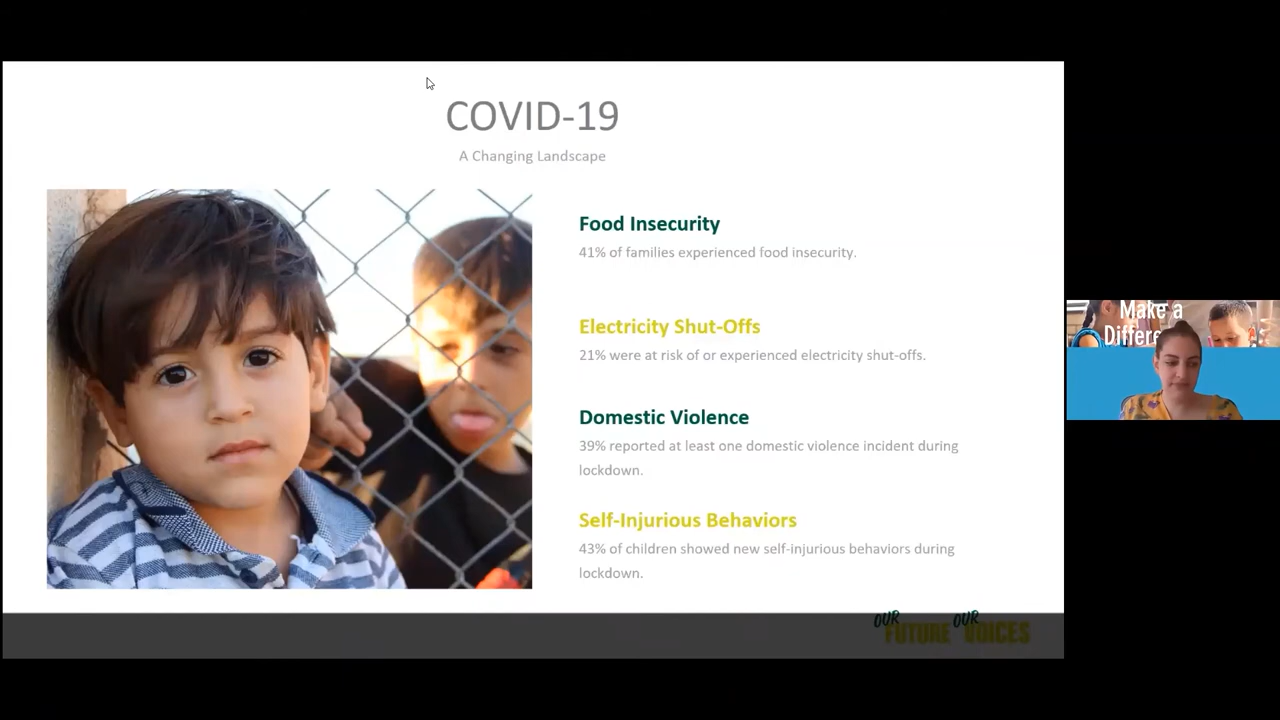 COVID-19
A Changing Landscape
Food Insecurity
41% of families experienced food insecurity.
Electricity Shut-Offs
21% were at risk of or experienced electricity shut-offs.
Domestic Violence
39% reported at least one domestic violence incident during
lockdown.
Self-Injurious Behaviors
43% of children showed new self-injurious behaviors during
lockdown.
OUR FUTURE OUR VOICES
Make a